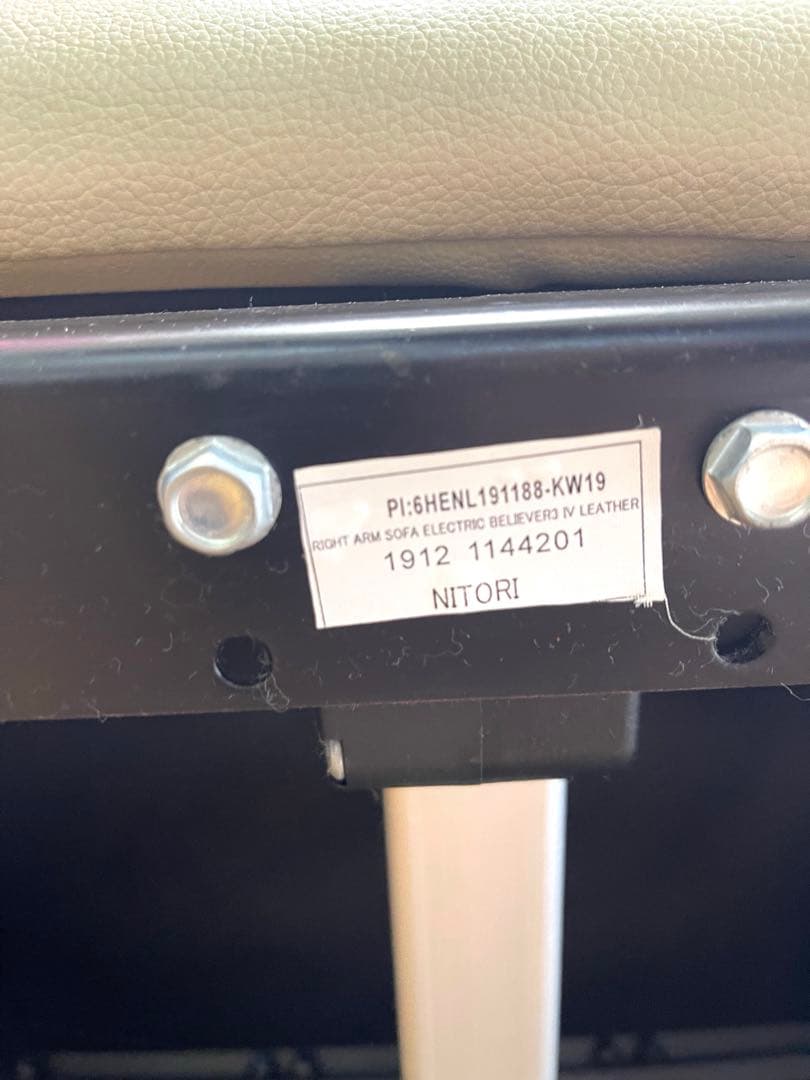 PI:6HENL191188-KW19
RIGHT ARM SOFA ELECTRIC BELIEVER3 IV LEATHER
1912 1144201
NITORI